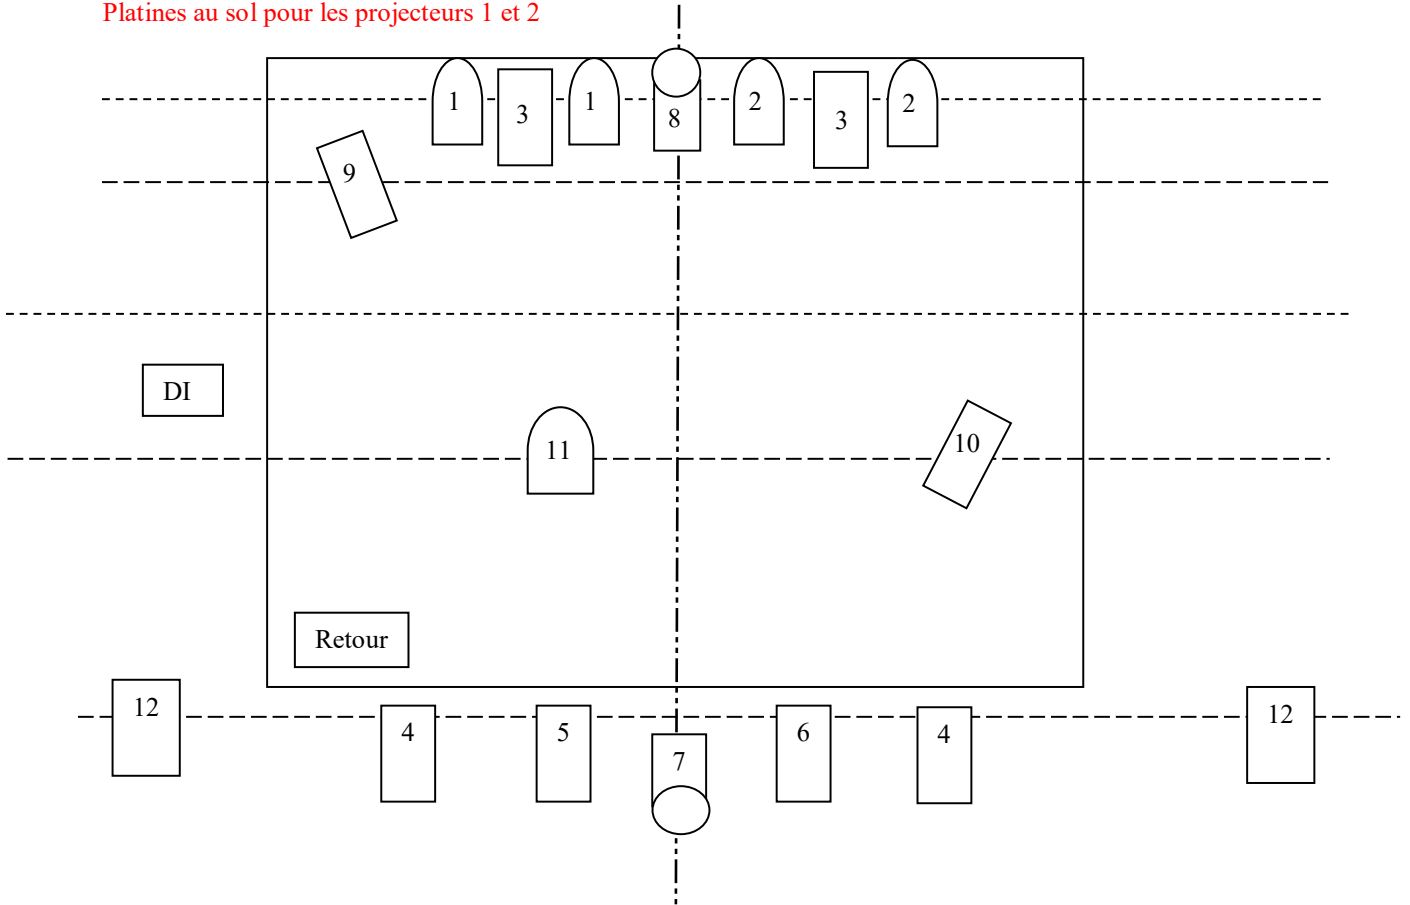 Platines au sol pour les projecteurs 1 et 2
1 3 1 8 2 3 2
9
DI
11 10
Retour
12 4 5 7 6 4 12